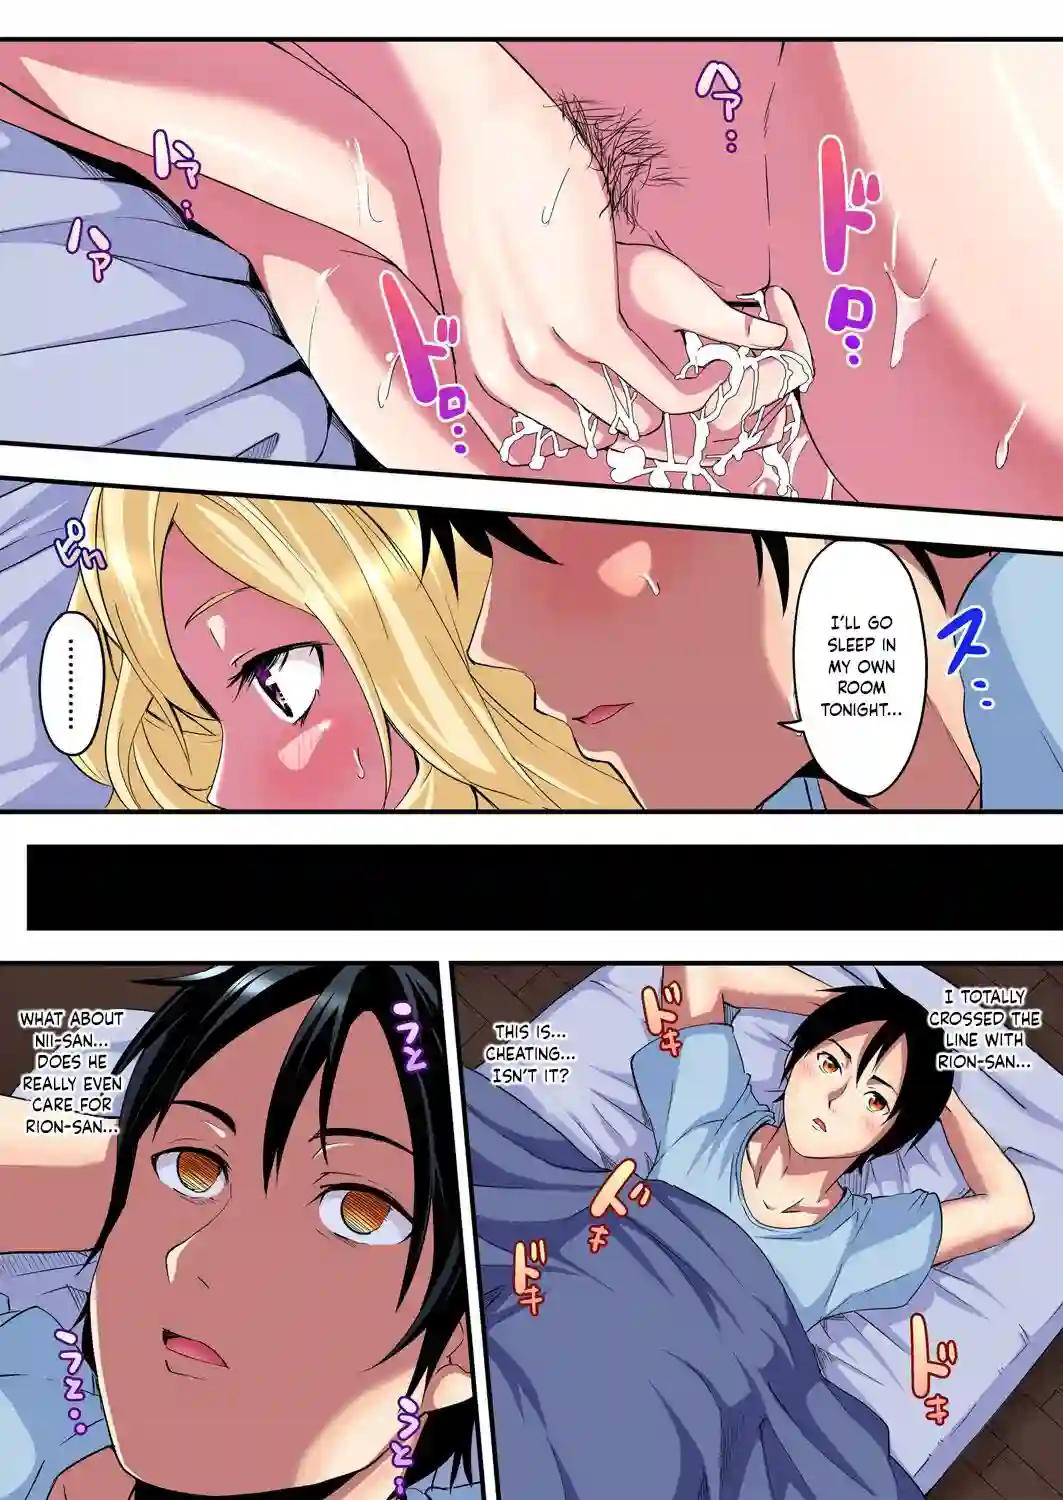 ハァ…
ハァ…
ハァ
ドロ…
ドロ…
I'LL GO
SLEEP IN
MY OWN
ROOM
TONIGHT...
ス…
ピク
..........
I TOTALLY
CROSSED THE
LINE WITH
RION-SAN...
THIS IS...
CHEATING...
ISN'T IT?
ドキ
ドキ
ドキ
ドキ
WHAT ABOUT
NII-SAN...
DOES HE
REALLY EVEN
CARE FOR
RION-SAN...
うと
うと…
うと…